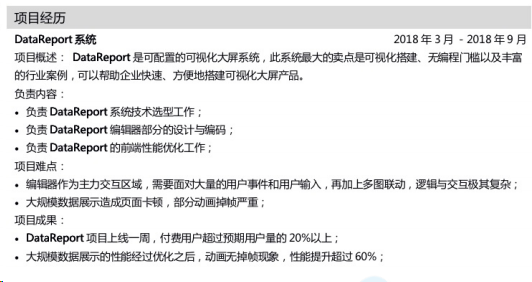 项目经历
DataReport 系统 2018 年 3 月 - 2018 年 9 月
项目概述： DataReport 是可配置的可视化大屏系统，此系统最大的卖点是可视化搭建、无编程门槛以及丰富
的行业案例，可以帮助企业快速、方便地搭建可视化大屏产品。
负责内容：
• 负责 DataReport 系统技术选型工作；
• 负责 DataReport 编辑器部分的设计与编码；
• 负责 DataReport 的前端性能优化工作；
项目难点：
• 编辑器作为主力交互区域，需要面对大量的用户事件和用户输入，再加上多图联动，逻辑与交互极其复杂；
• 大规模数据展示造成页面卡顿，部分动画掉帧严重；
项目成果：
• DataReport 项目上线一周，付费用户超过预期用户量的 20%以上；
• 大规模数据展示的性能经过优化之后，动画无掉帧现象，性能提升超过 60%；